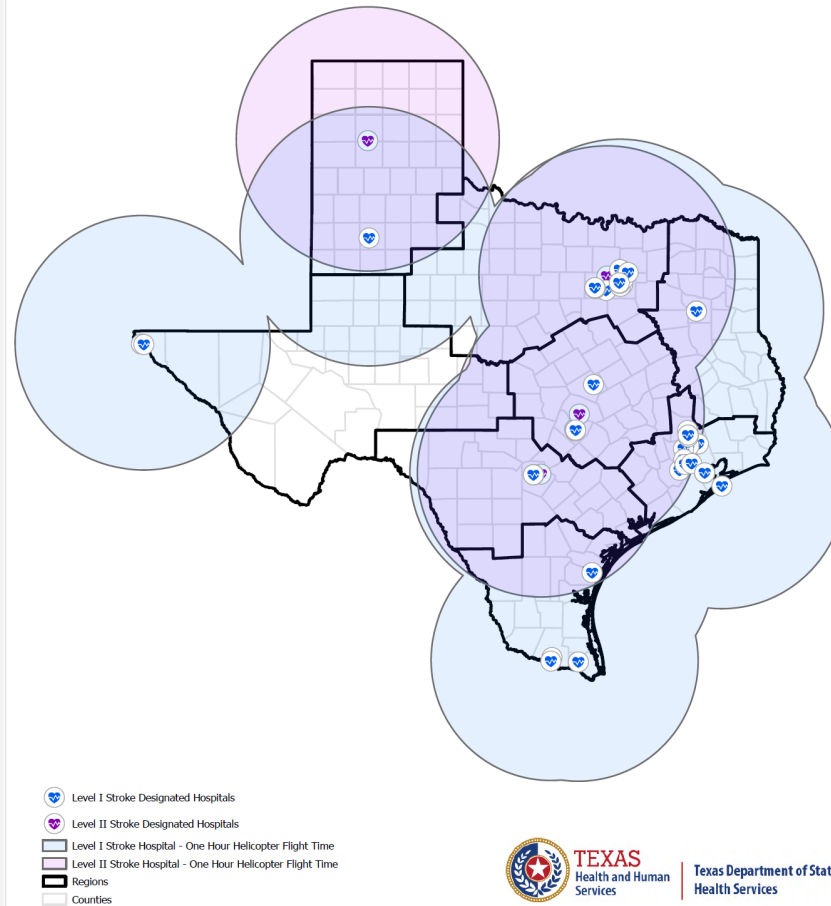 Level I Stroke Designated Hospitals
Level II Stroke Designated Hospitals
Level I Stroke Hospital - One Hour Helicopter Flight Time
Level II Stroke Hospital - One Hour Helicopter Flight Time
Regions
Counties
TEXAS
Health and Human
Services
Texas Department of Stat
Health Services